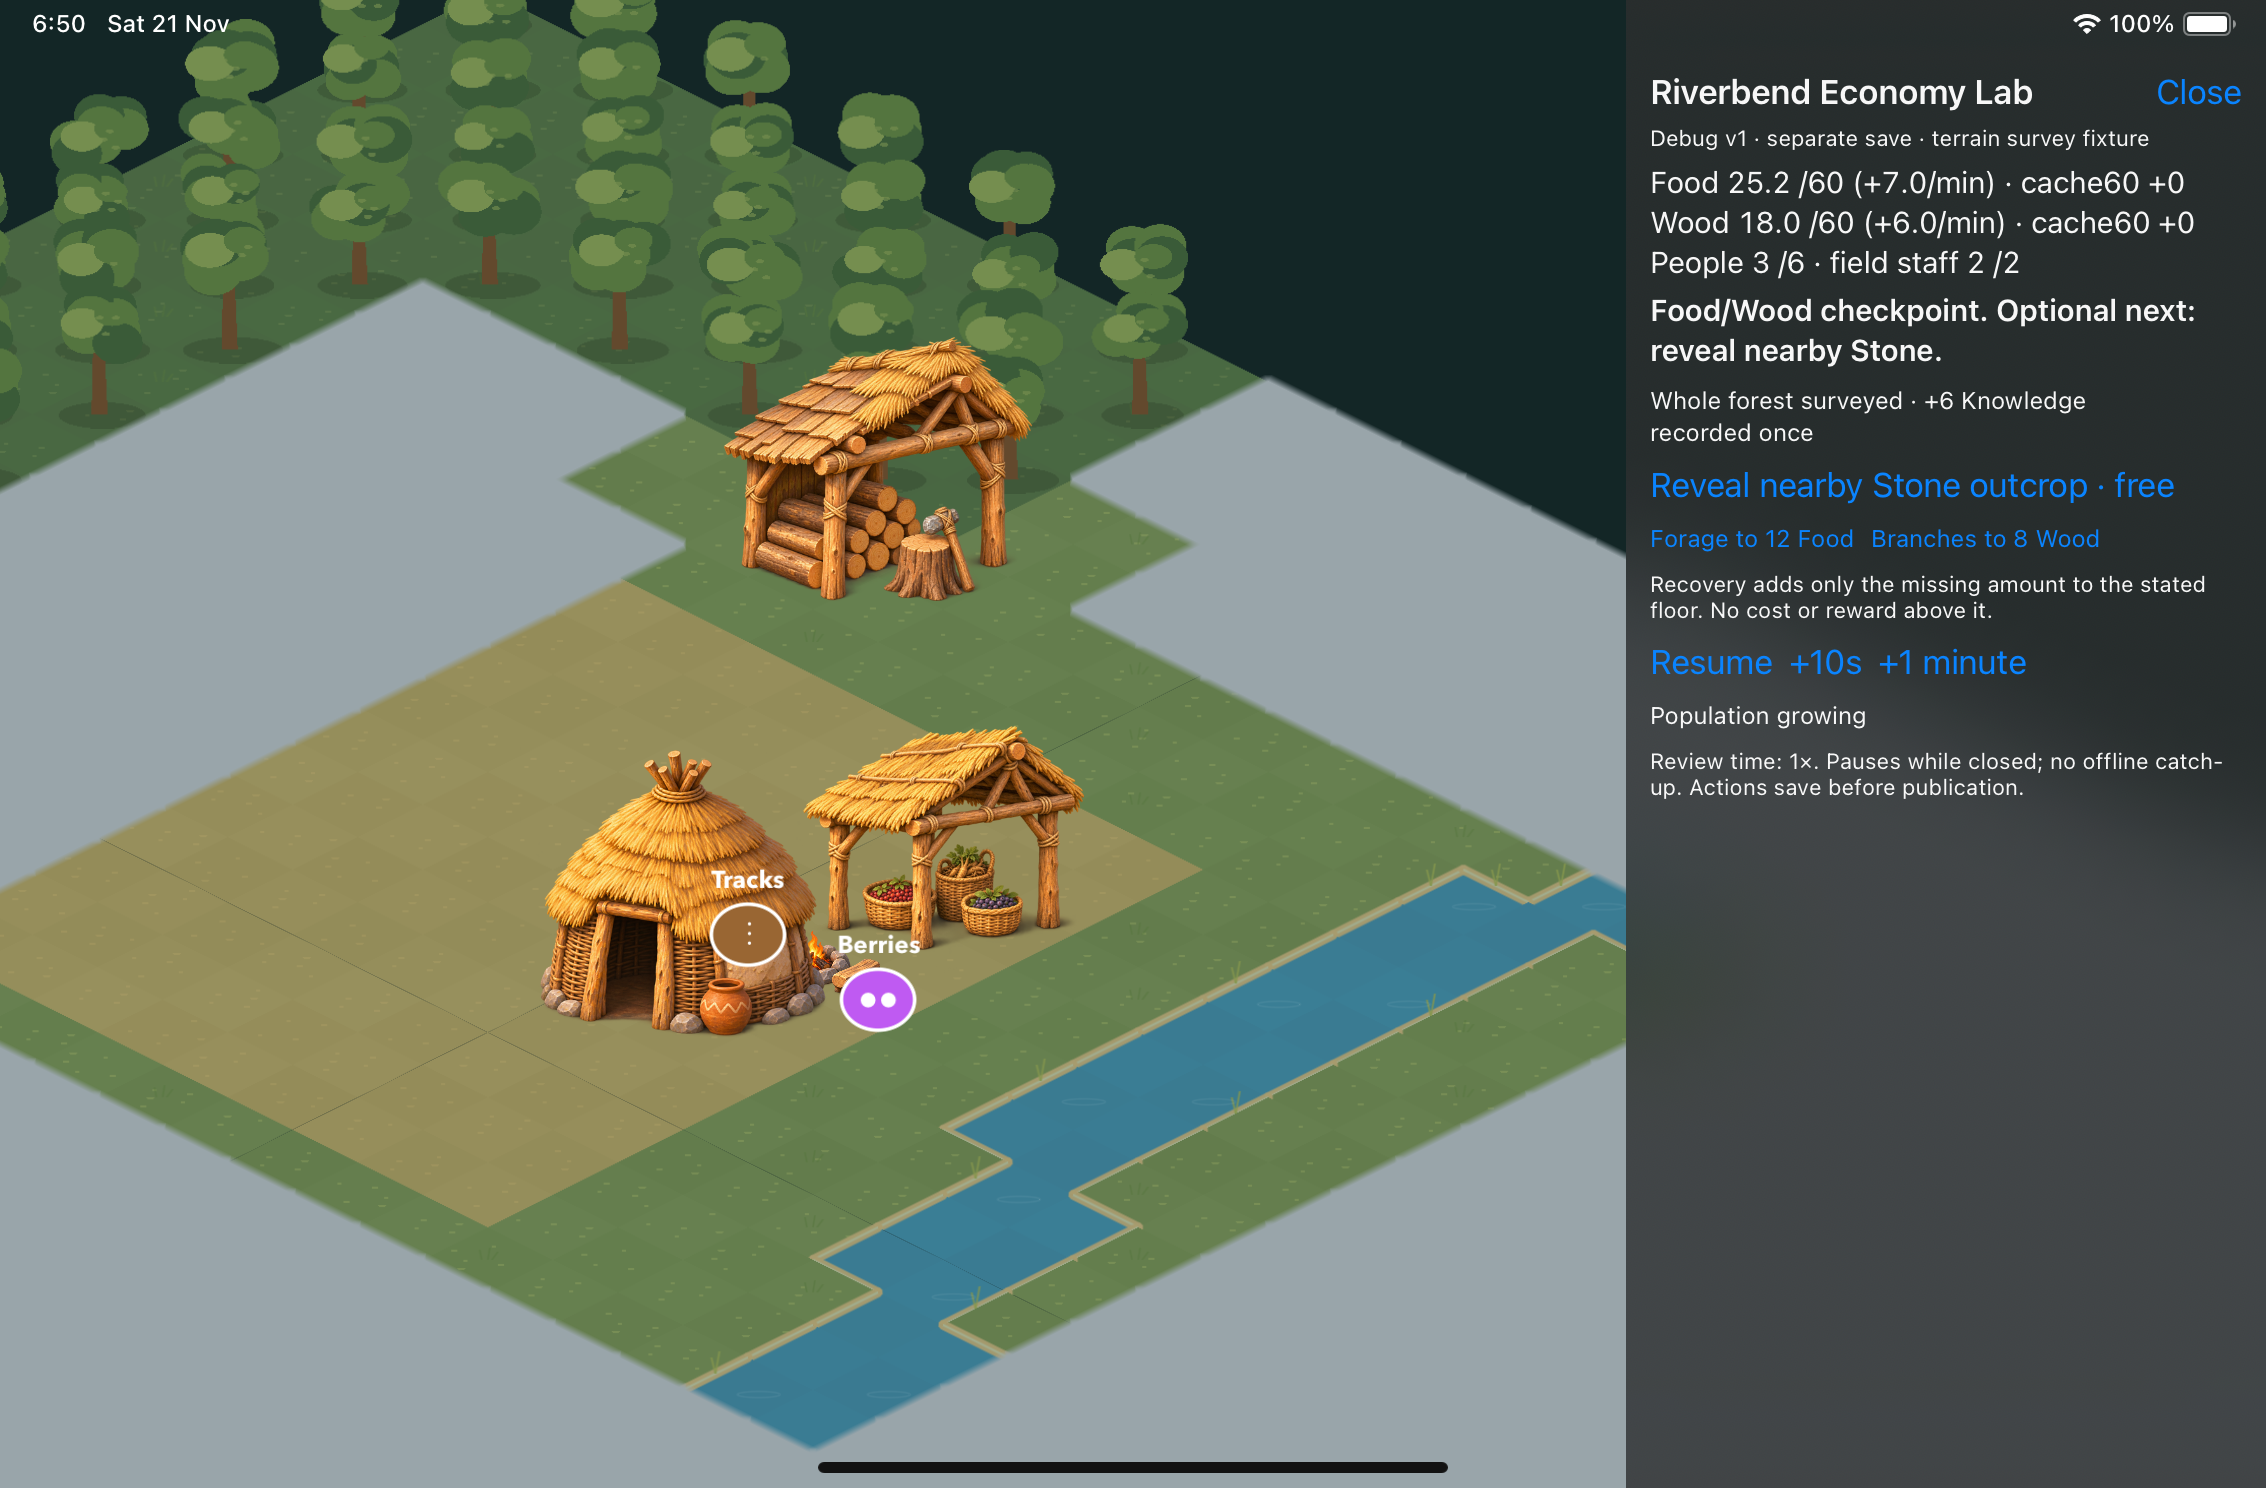 6:50 Sat 21 Nov
100%
Riverbend Economy Lab Close
Debug v1 · separate save · terrain survey fixture
Food 25.2 /60 (+7.0/min) · cache60 +0
Wood 18.0 /60 (+6.0/min) · cache60 +0
People 3 /6 · field staff 2 /2
Food/Wood checkpoint. Optional next:
reveal nearby Stone.
Whole forest surveyed · +6 Knowledge
recorded once
Reveal nearby Stone outcrop · free
Forage to 12 Food Branches to 8 Wood
Recovery adds only the missing amount to the stated
floor. No cost or reward above it.
Resume +10s +1 minute
Population growing
Review time: 1×. Pauses while closed; no offline catch-
up. Actions save before publication.
Tracks
Berries